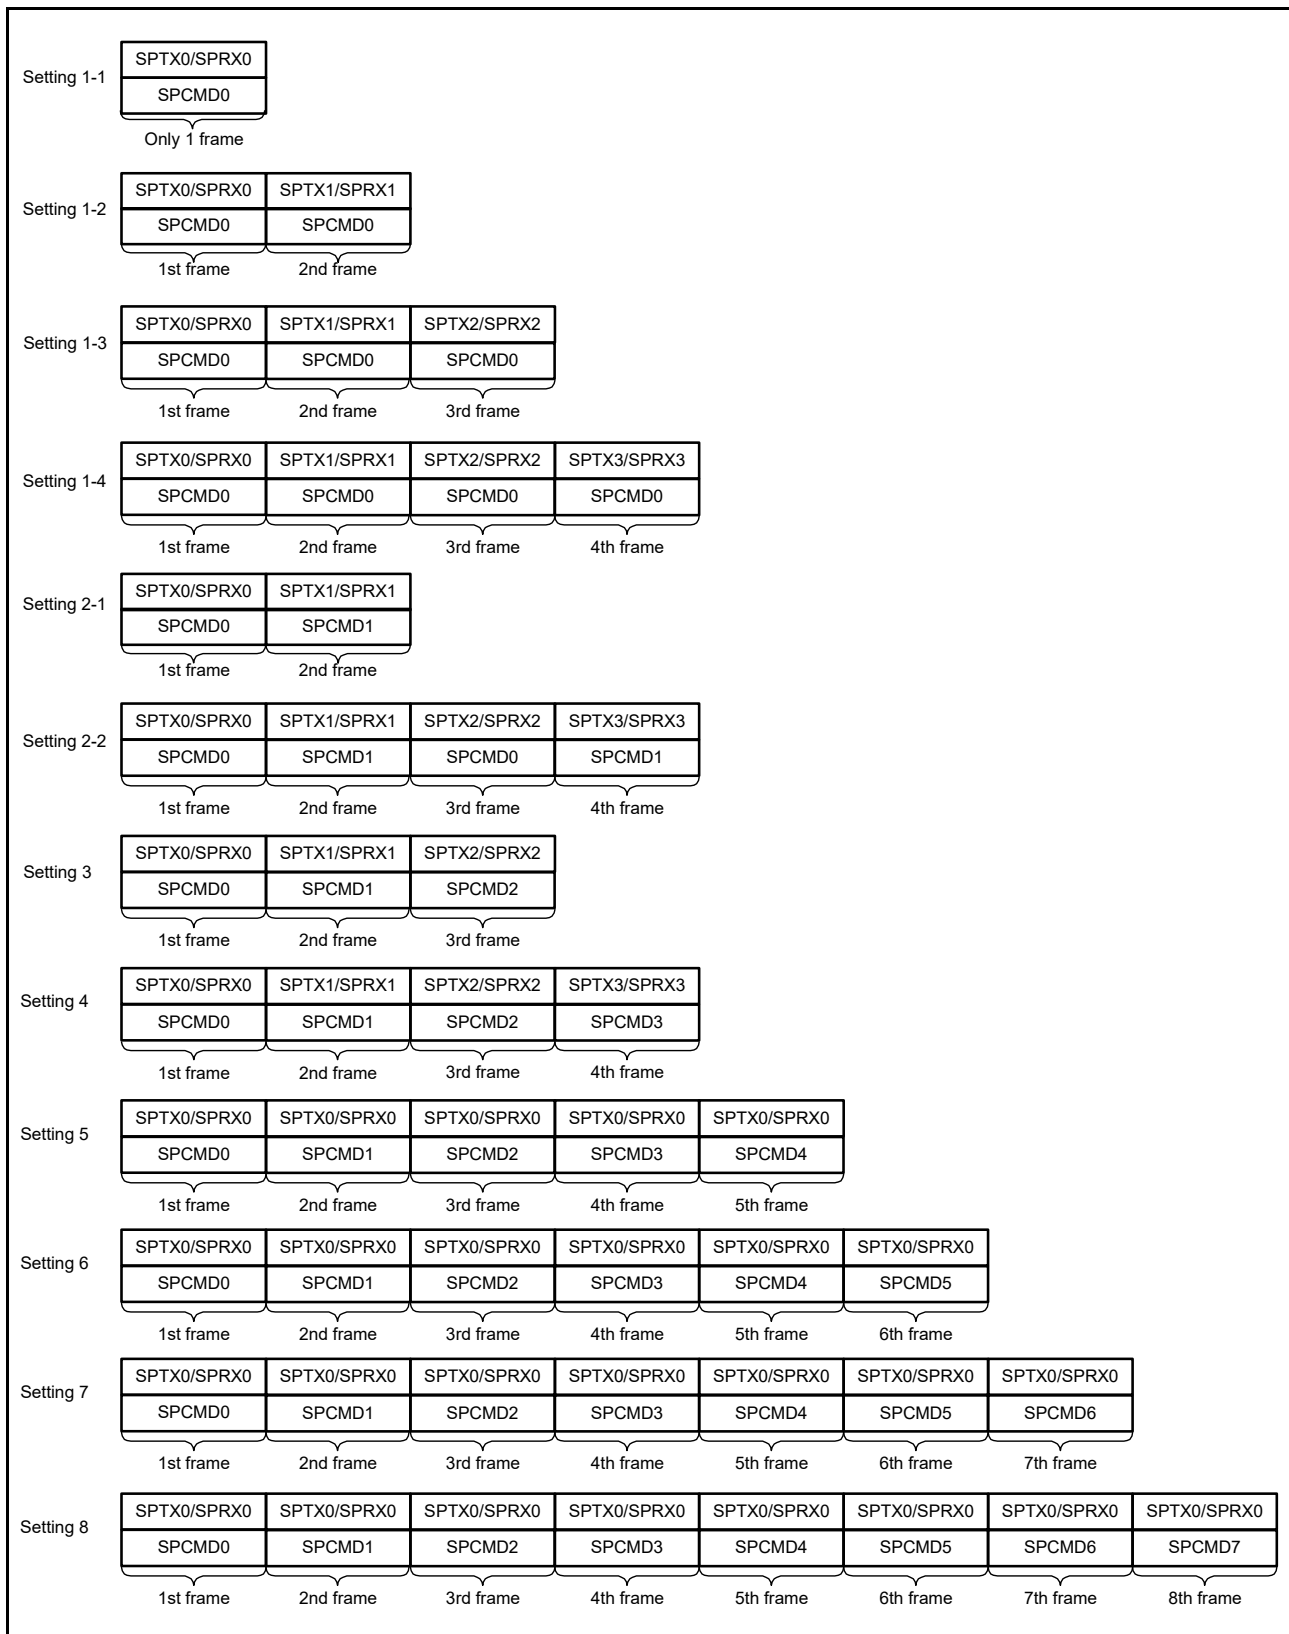 Setting 1-1
SPTX0/SPRX0
SPCMD0
Only 1 frame
Setting 1-2
SPTX0/SPRX0 SPTX1/SPRX1
SPCMD0 SPCMD0
1st frame 2nd frame
Setting 1-3
SPTX0/SPRX0 SPTX1/SPRX1 SPTX2/SPRX2
SPCMD0 SPCMD0 SPCMD0
1st frame 2nd frame 3rd frame
Setting 1-4
SPTX0/SPRX0 SPTX1/SPRX1 SPTX2/SPRX2 SPTX3/SPRX3
SPCMD0 SPCMD0 SPCMD0 SPCMD0
1st frame 2nd frame 3rd frame 4th frame
Setting 2-1
SPTX0/SPRX0 SPTX1/SPRX1
SPCMD0 SPCMD1
1st frame 2nd frame
Setting 2-2
SPTX0/SPRX0 SPTX1/SPRX1 SPTX2/SPRX2 SPTX3/SPRX3
SPCMD0 SPCMD1 SPCMD0 SPCMD1
1st frame 2nd frame 3rd frame 4th frame
Setting 3
SPTX0/SPRX0 SPTX1/SPRX1 SPTX2/SPRX2
SPCMD0 SPCMD1 SPCMD2
1st frame 2nd frame 3rd frame
Setting 4
SPTX0/SPRX0 SPTX1/SPRX1 SPTX2/SPRX2 SPTX3/SPRX3
SPCMD0 SPCMD1 SPCMD2 SPCMD3
1st frame 2nd frame 3rd frame 4th frame
Setting 5
SPTX0/SPRX0 SPTX0/SPRX0 SPTX0/SPRX0 SPTX0/SPRX0 SPTX0/SPRX0
SPCMD0 SPCMD1 SPCMD2 SPCMD3 SPCMD4
1st frame 2nd frame 3rd frame 4th frame 5th frame
Setting 6
SPTX0/SPRX0 SPTX0/SPRX0 SPTX0/SPRX0 SPTX0/SPRX0 SPTX0/SPRX0 SPTX0/SPRX0
SPCMD0 SPCMD1 SPCMD2 SPCMD3 SPCMD4 SPCMD5
1st frame 2nd frame 3rd frame 4th frame 5th frame 6th frame
Setting 7
SPTX0/SPRX0 SPTX0/SPRX0 SPTX0/SPRX0 SPTX0/SPRX0 SPTX0/SPRX0 SPTX0/SPRX0 SPTX0/SPRX0
SPCMD0 SPCMD1 SPCMD2 SPCMD3 SPCMD4 SPCMD5 SPCMD6
1st frame 2nd frame 3rd frame 4th frame 5th frame 6th frame 7th frame
Setting 8
SPTX0/SPRX0 SPTX0/SPRX0 SPTX0/SPRX0 SPTX0/SPRX0 SPTX0/SPRX0 SPTX0/SPRX0 SPTX0/SPRX0 SPTX0/SPRX0
SPCMD0 SPCMD1 SPCMD2 SPCMD3 SPCMD4 SPCMD5 SPCMD6 SPCMD7
1st frame 2nd frame 3rd frame 4th frame 5th frame 6th frame 7th frame 8th frame